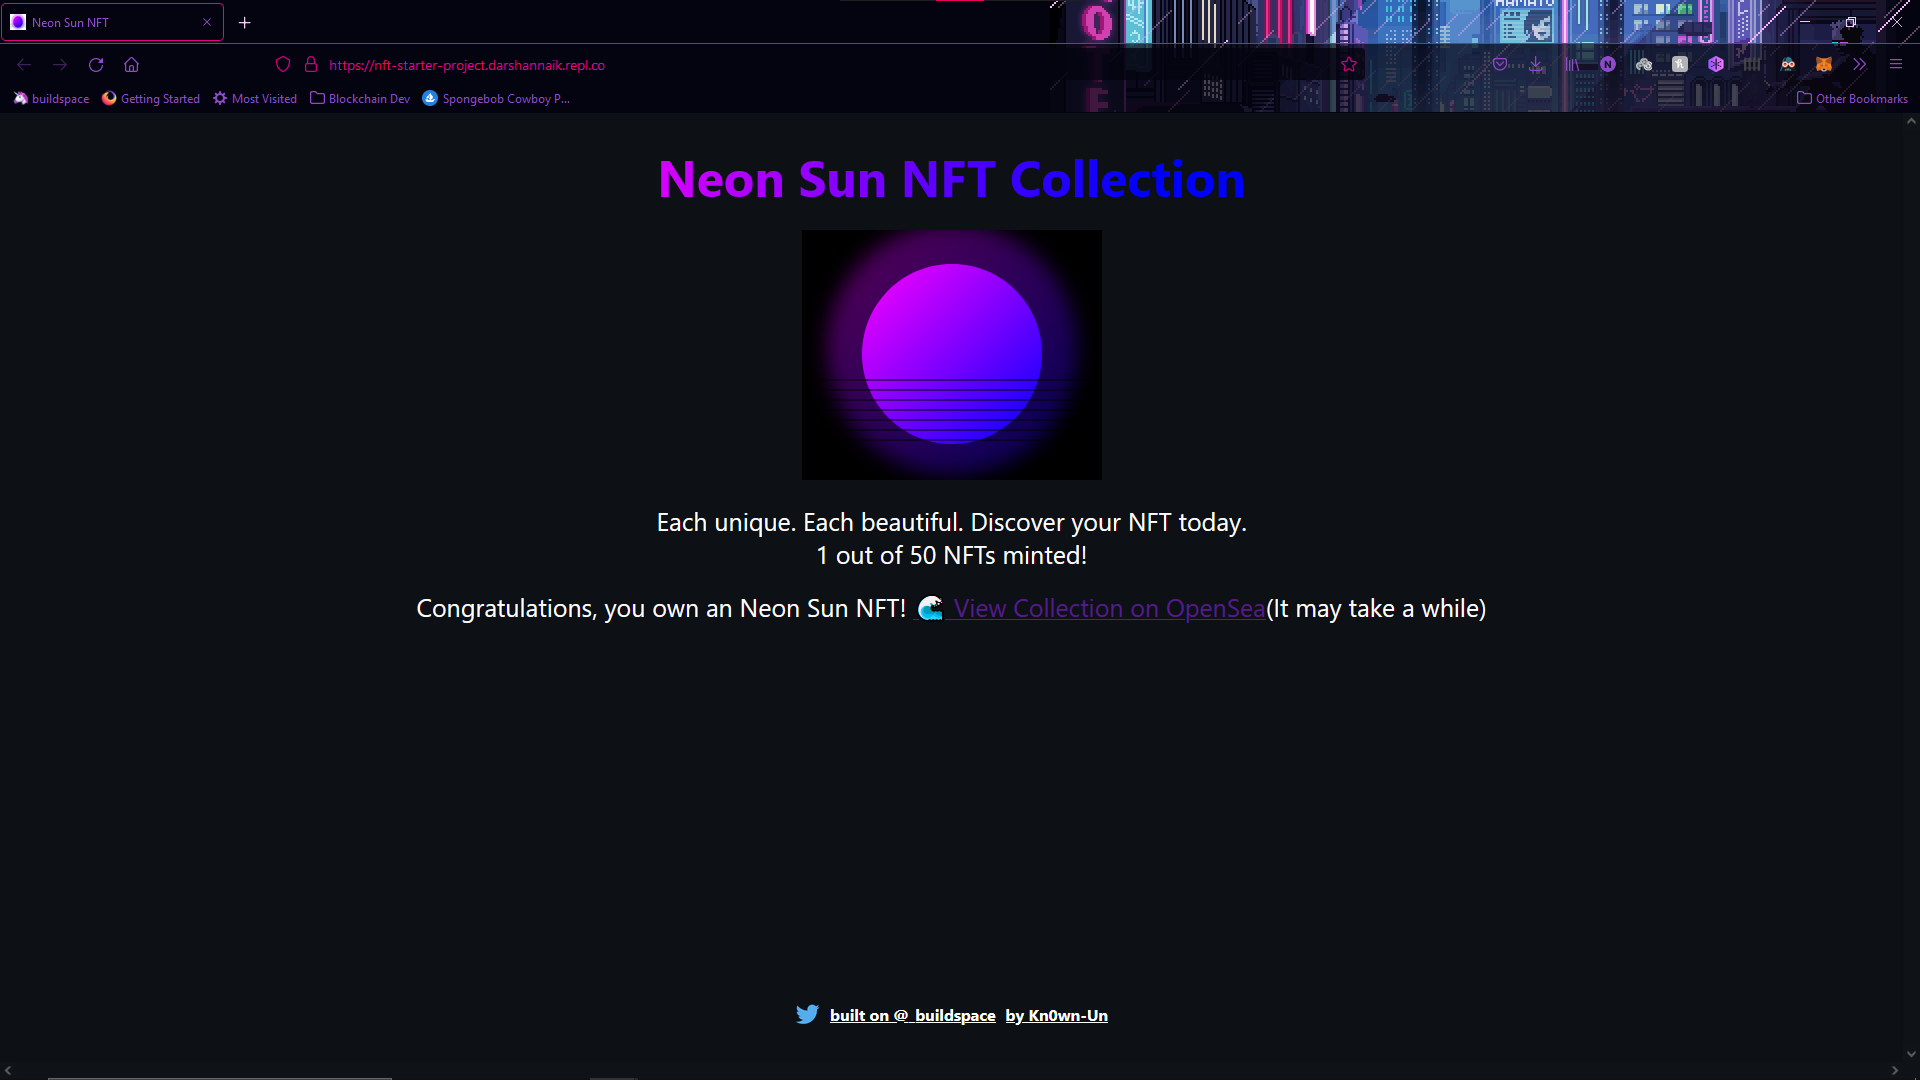 Neon Sun NFT
https://nft-starter-project.darshannaik.repl.co
buildspace
Getting Started
Most Visited
Blockchain Dev
Spongebob Cowboy P...
Other Bookmarks
Neon Sun NFT Collection
Each unique. Each beautiful. Discover your NFT today.
1 out of 50 NFTs minted!
Congratulations, you own an Neon Sun NFT! 🌊 View Collection on OpenSea(It may take a while)
built on @_buildspace by Kn0wn-Un